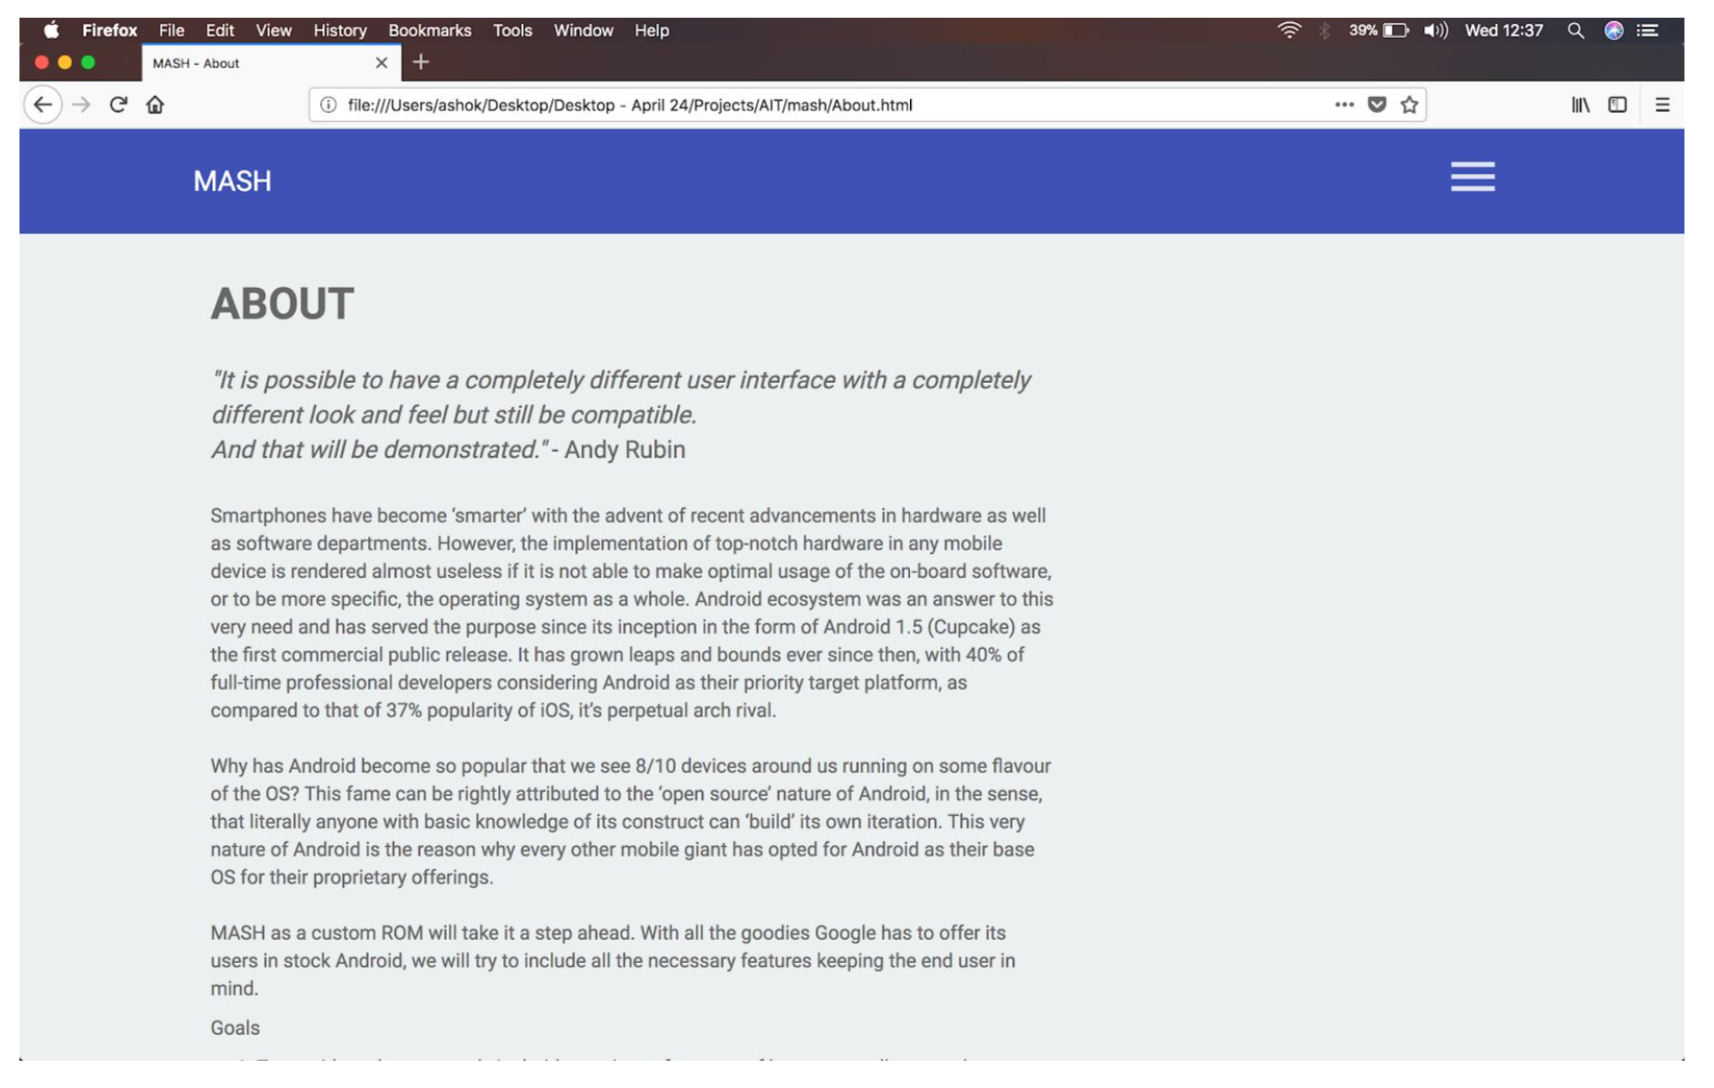 Firefox File Edit View History Bookmarks Tools Window Help 39% Wed 12:37
MASH - About
file:///Users/ashok/Desktop/Desktop - April 24/Projects/AIT/mash/About.html
MASH
ABOUT
"It is possible to have a completely different user interface with a completely
different look and feel but still be compatible.
And that will be demonstrated." - Andy Rubin
Smartphones have become ‘smarter’ with the advent of recent advancements in hardware as well
as software departments. However, the implementation of top-notch hardware in any mobile
device is rendered almost useless if it is not able to make optimal usage of the on-board software,
or to be more specific, the operating system as a whole. Android ecosystem was an answer to this
very need and has served the purpose since its inception in the form of Android 1.5 (Cupcake) as
the first commercial public release. It has grown leaps and bounds ever since then, with 40% of
full-time professional developers considering Android as their priority target platform, as
compared to that of 37% popularity of iOS, it’s perpetual arch rival.
Why has Android become so popular that we see 8/10 devices around us running on some flavour
of the OS? This fame can be rightly attributed to the ‘open source’ nature of Android, in the sense,
that literally anyone with basic knowledge of its construct can ‘build’ its own iteration. This very
nature of Android is the reason why every other mobile giant has opted for Android as their base
OS for their proprietary offerings.
MASH as a custom ROM will take it a step ahead. With all the goodies Google has to offer its
users in stock Android, we will try to include all the necessary features keeping the end user in
mind.
Goals